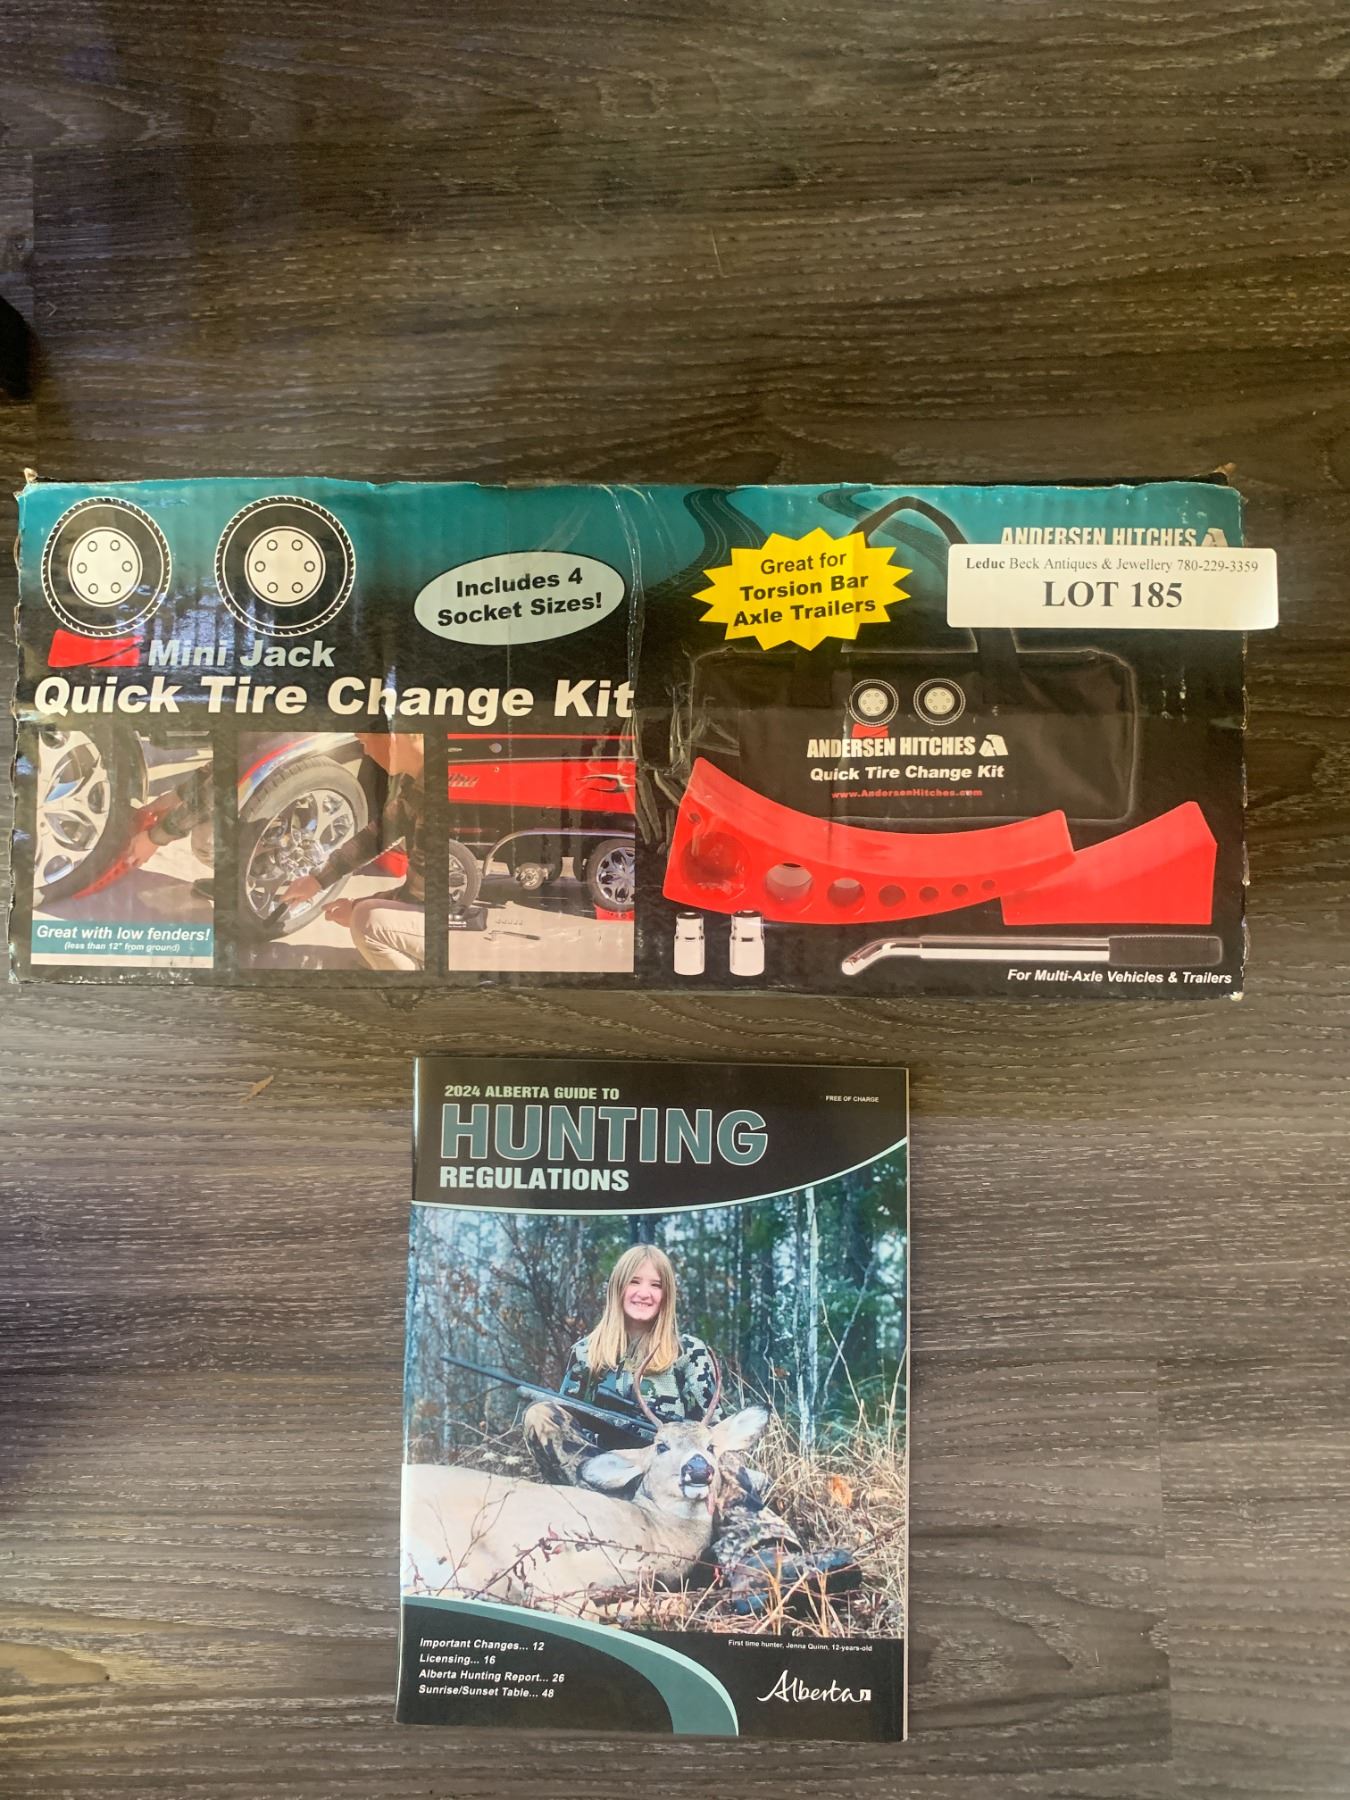 Mini Jack
Quick Tire Change Kit
Includes 4
Socket Sizes!
Great for
Torsion Bar
Axle Trailers
ANDERSEN HITCHES
Leduc Beck Antiques & Jewellery 780-229-3359
LOT 185
ANDERSEN HITCHES
Quick Tire Change Kit
www.AndersenHitches.com
Great with low fenders!
(less than 12" from ground)
For Multi-Axle Vehicles & Trailers
2024 ALBERTA GUIDE TO
FREE OF CHARGE
HUNTING
REGULATIONS
First time hunter, Jenna Quinn, 12-years-old
Important Changes... 12
Licensing... 16
Alberta Hunting Report... 26
Sunrise/Sunset Table... 48
Alberta